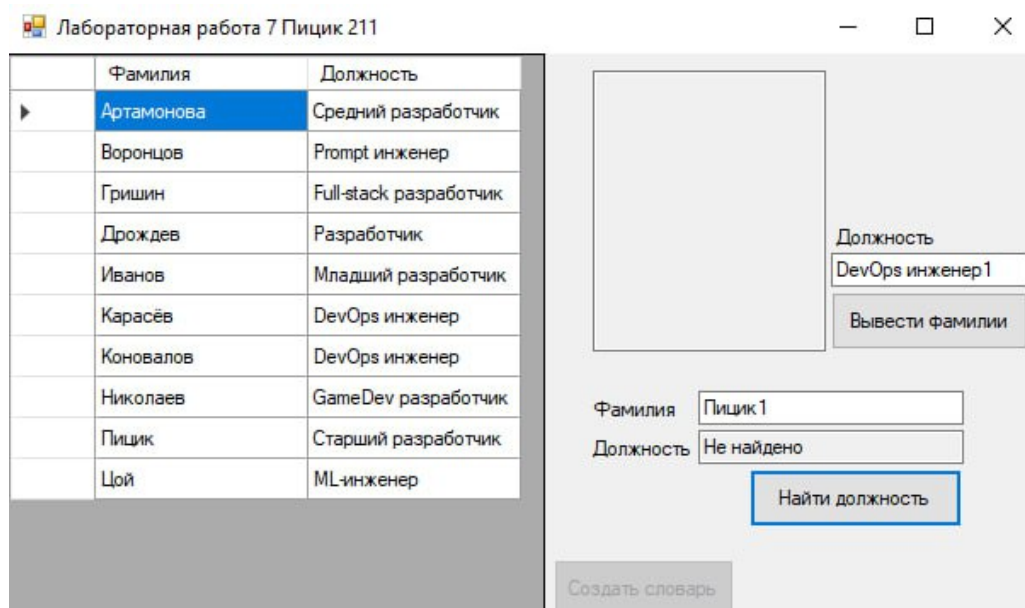 Лабораторная работа 7 Пицик 211
Фамилия Должность
Артамонова Средний разработчик
Воронцов Prompt инженер
Гришин Full-stack разработчик
Дрождев Разработчик
Иванов Младший разработчик
Карасёв DevOps инженер
Коновалов DevOps инженер
Николаев GameDev разработчик
Пицик Старший разработчик
Цой ML-инженер
Должность
DevOps инженер1
Вывести фамилии
Фамилия Пицик1
Должность Не найдено
Найти должность
Создать словарь